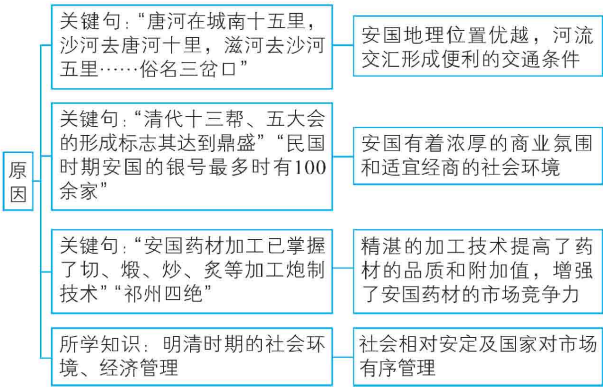 原因
关键句：“唐河在城南十五里，
沙河去唐河十里，滋河去沙河
五里……俗名三岔口”
安国地理位置优越，河流
交汇形成便利的交通条件
关键句：“清代十三帮、五大会
的形成标志其达到鼎盛”“民国
时期安国的银号最多时有100
余家”
安国有着浓厚的商业氛围
和适宜经商的社会环境
关键句：“安国药材加工已掌握
了切、煅、炒、炙等加工炮制
技术”“祁州四绝”
精湛的加工技术提高了药
材的品质和附加值，增强
了安国药材的市场竞争力
所学知识：明清时期的社会环
境、经济管理
社会相对安定及国家对市场
有序管理